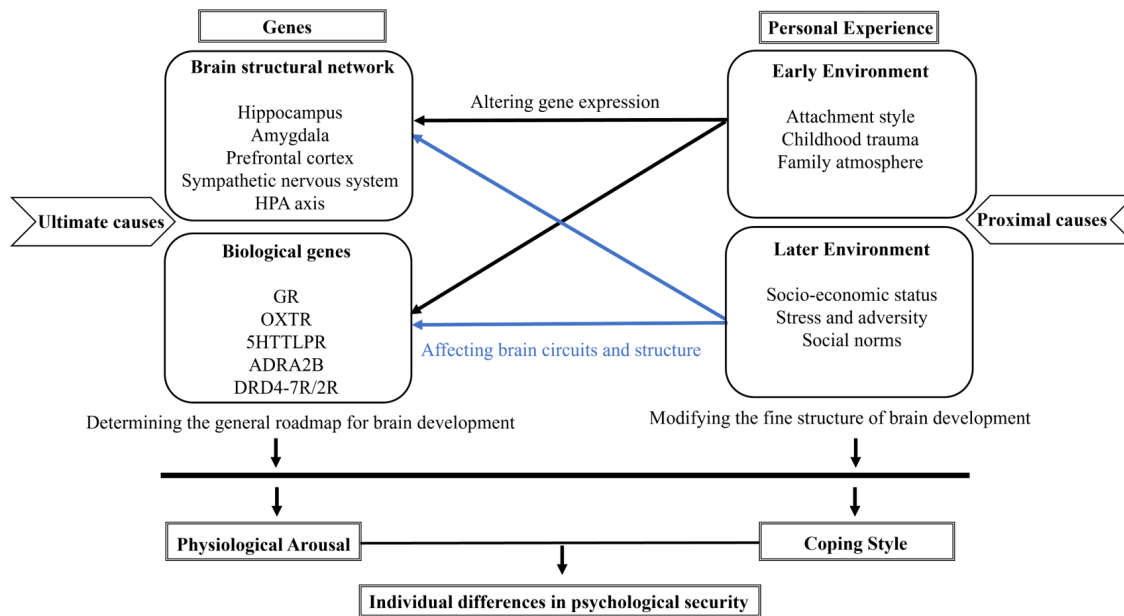 Genes
Personal Experience
Brain structural network
Hippocampus
Amygdala
Prefrontal cortex
Sympathetic nervous system
HPA axis
Altering gene expression
Early Environment
Attachment style
Childhood trauma
Family atmosphere
Ultimate causes
Proximal causes
Biological genes
GR
OXTR
5HTTLPR
ADRA2B
DRD4-7R/2R
Affecting brain circuits and structure
Later Environment
Socio-economic status
Stress and adversity
Social norms
Determining the general roadmap for brain development
Modifying the fine structure of brain development
Physiological Arousal
Coping Style
Individual differences in psychological security